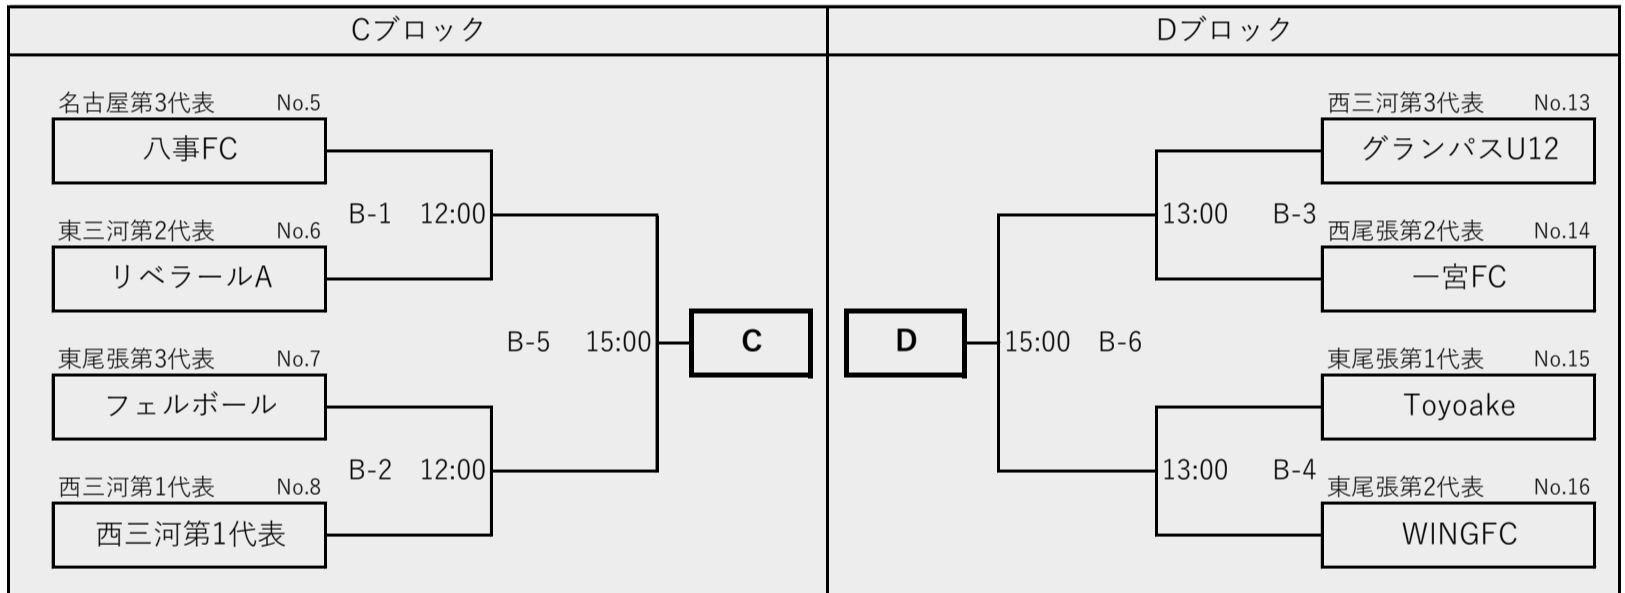 Cブロック
Dブロック
名古屋第3代表 No.5
八事FC
B-1 12:00
東三河第2代表 No.6
リベラールA
B-5 15:00
C
東尾張第3代表 No.7
フェルボール
B-2 12:00
西三河第1代表 No.8
西三河第1代表
西三河第3代表 No.13
グランパスU12
13:00 B-3
西尾張第2代表 No.14
一宮FC
D
15:00 B-6
東尾張第1代表 No.15
Toyoake
13:00 B-4
東尾張第2代表 No.16
WINGFC